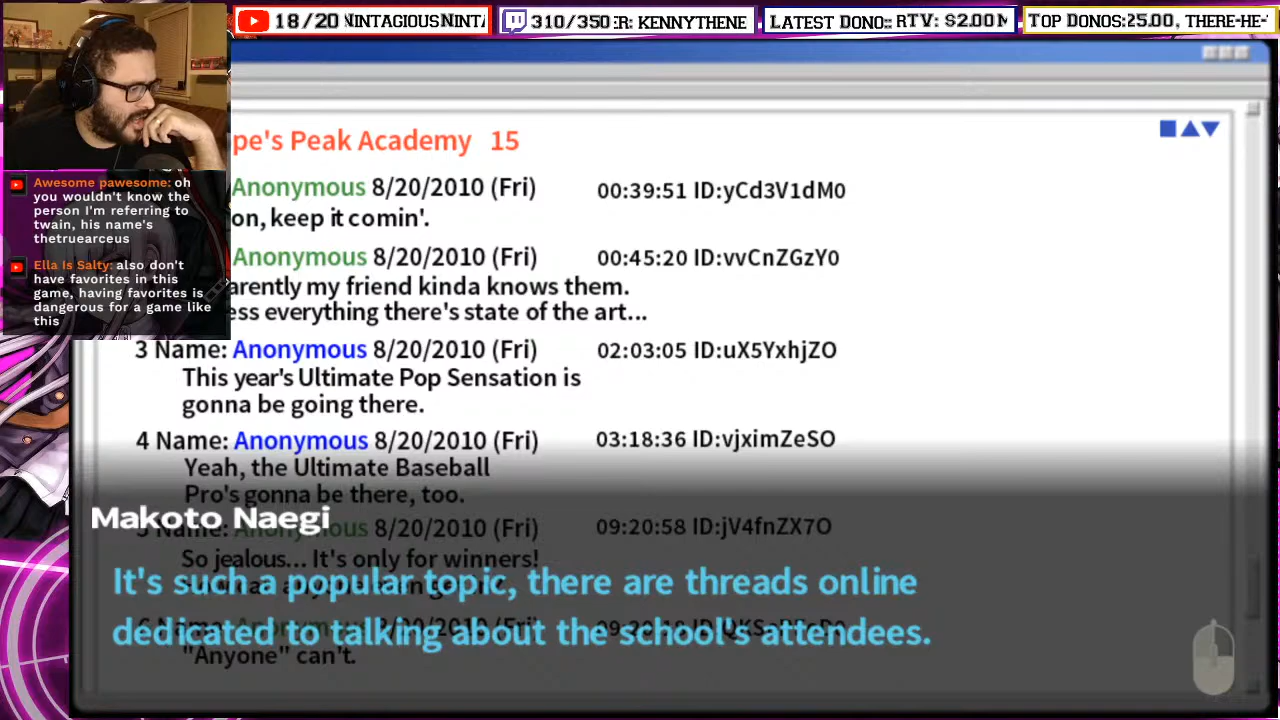 18/20 NINTAGIOUSNINTA
310/350 R: KENNYTHENE
LATEST DONO: RTV: $2.00
TOP DONOS: 25.00, THERE-HE-
Awesome pawesome: oh
you wouldn't know the
person I'm referring to
twain, his name's
thetruearceus
Ella Is Salty: also don't
have favorites in this
game, having favorites is
dangerous for a game like
this
pe's Peak Academy 15
Anonymous 8/20/2010 (Fri) 00:39:51 ID:yCd3V1dM0
on, keep it comin'.
Anonymous 8/20/2010 (Fri) 00:45:20 ID:vvCnZGzY0
arently my friend kinda knows them.
ess everything there's state of the art...
3 Name: Anonymous 8/20/2010 (Fri) 02:03:05 ID:uX5YxhjZO
This year's Ultimate Pop Sensation is
gonna be going there.
4 Name: Anonymous 8/20/2010 (Fri) 03:18:36 ID:vjximZeSO
Yeah, the Ultimate Baseball
Pro's gonna be there, too.
Makoto Naegi
5 Name: Anonymous 8/20/2010 (Fri) 09:20:58 ID:jV4fnZX7O
So jealous... It's only for winners!
It's such a popular topic, there are threads online
dedicated to talking about the school's attendees.
"Anyone" can't.